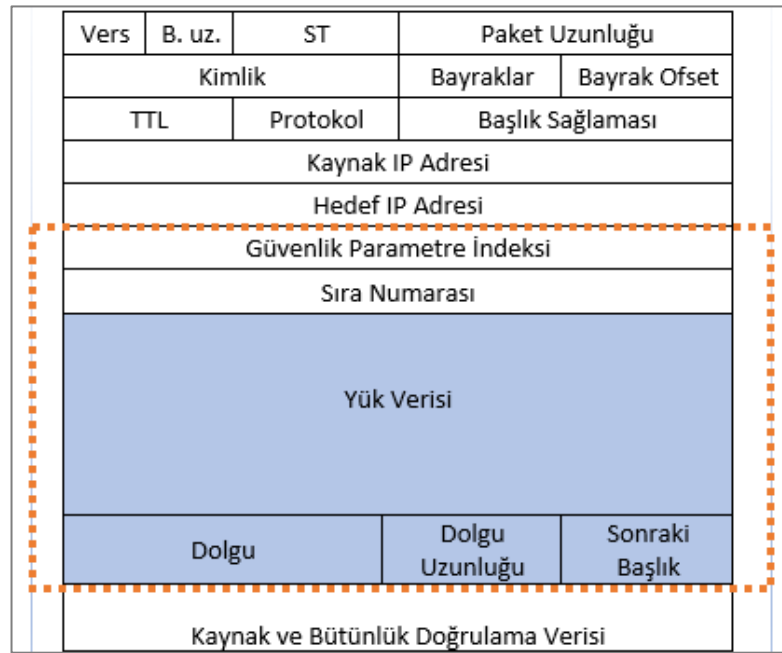 Vers B. uz. ST Paket Uzunluğu
Kimlik Bayraklar Bayrak Ofset
TTL Protokol Başlık Sağlaması
Kaynak IP Adresi
Hedef IP Adresi
Güvenlik Parametre İndeksi
Sıra Numarası
Yük Verisi
Dolgu Dolgu Uzunluğu Sonraki Başlık
Kaynak ve Bütünlük Doğrulama Verisi